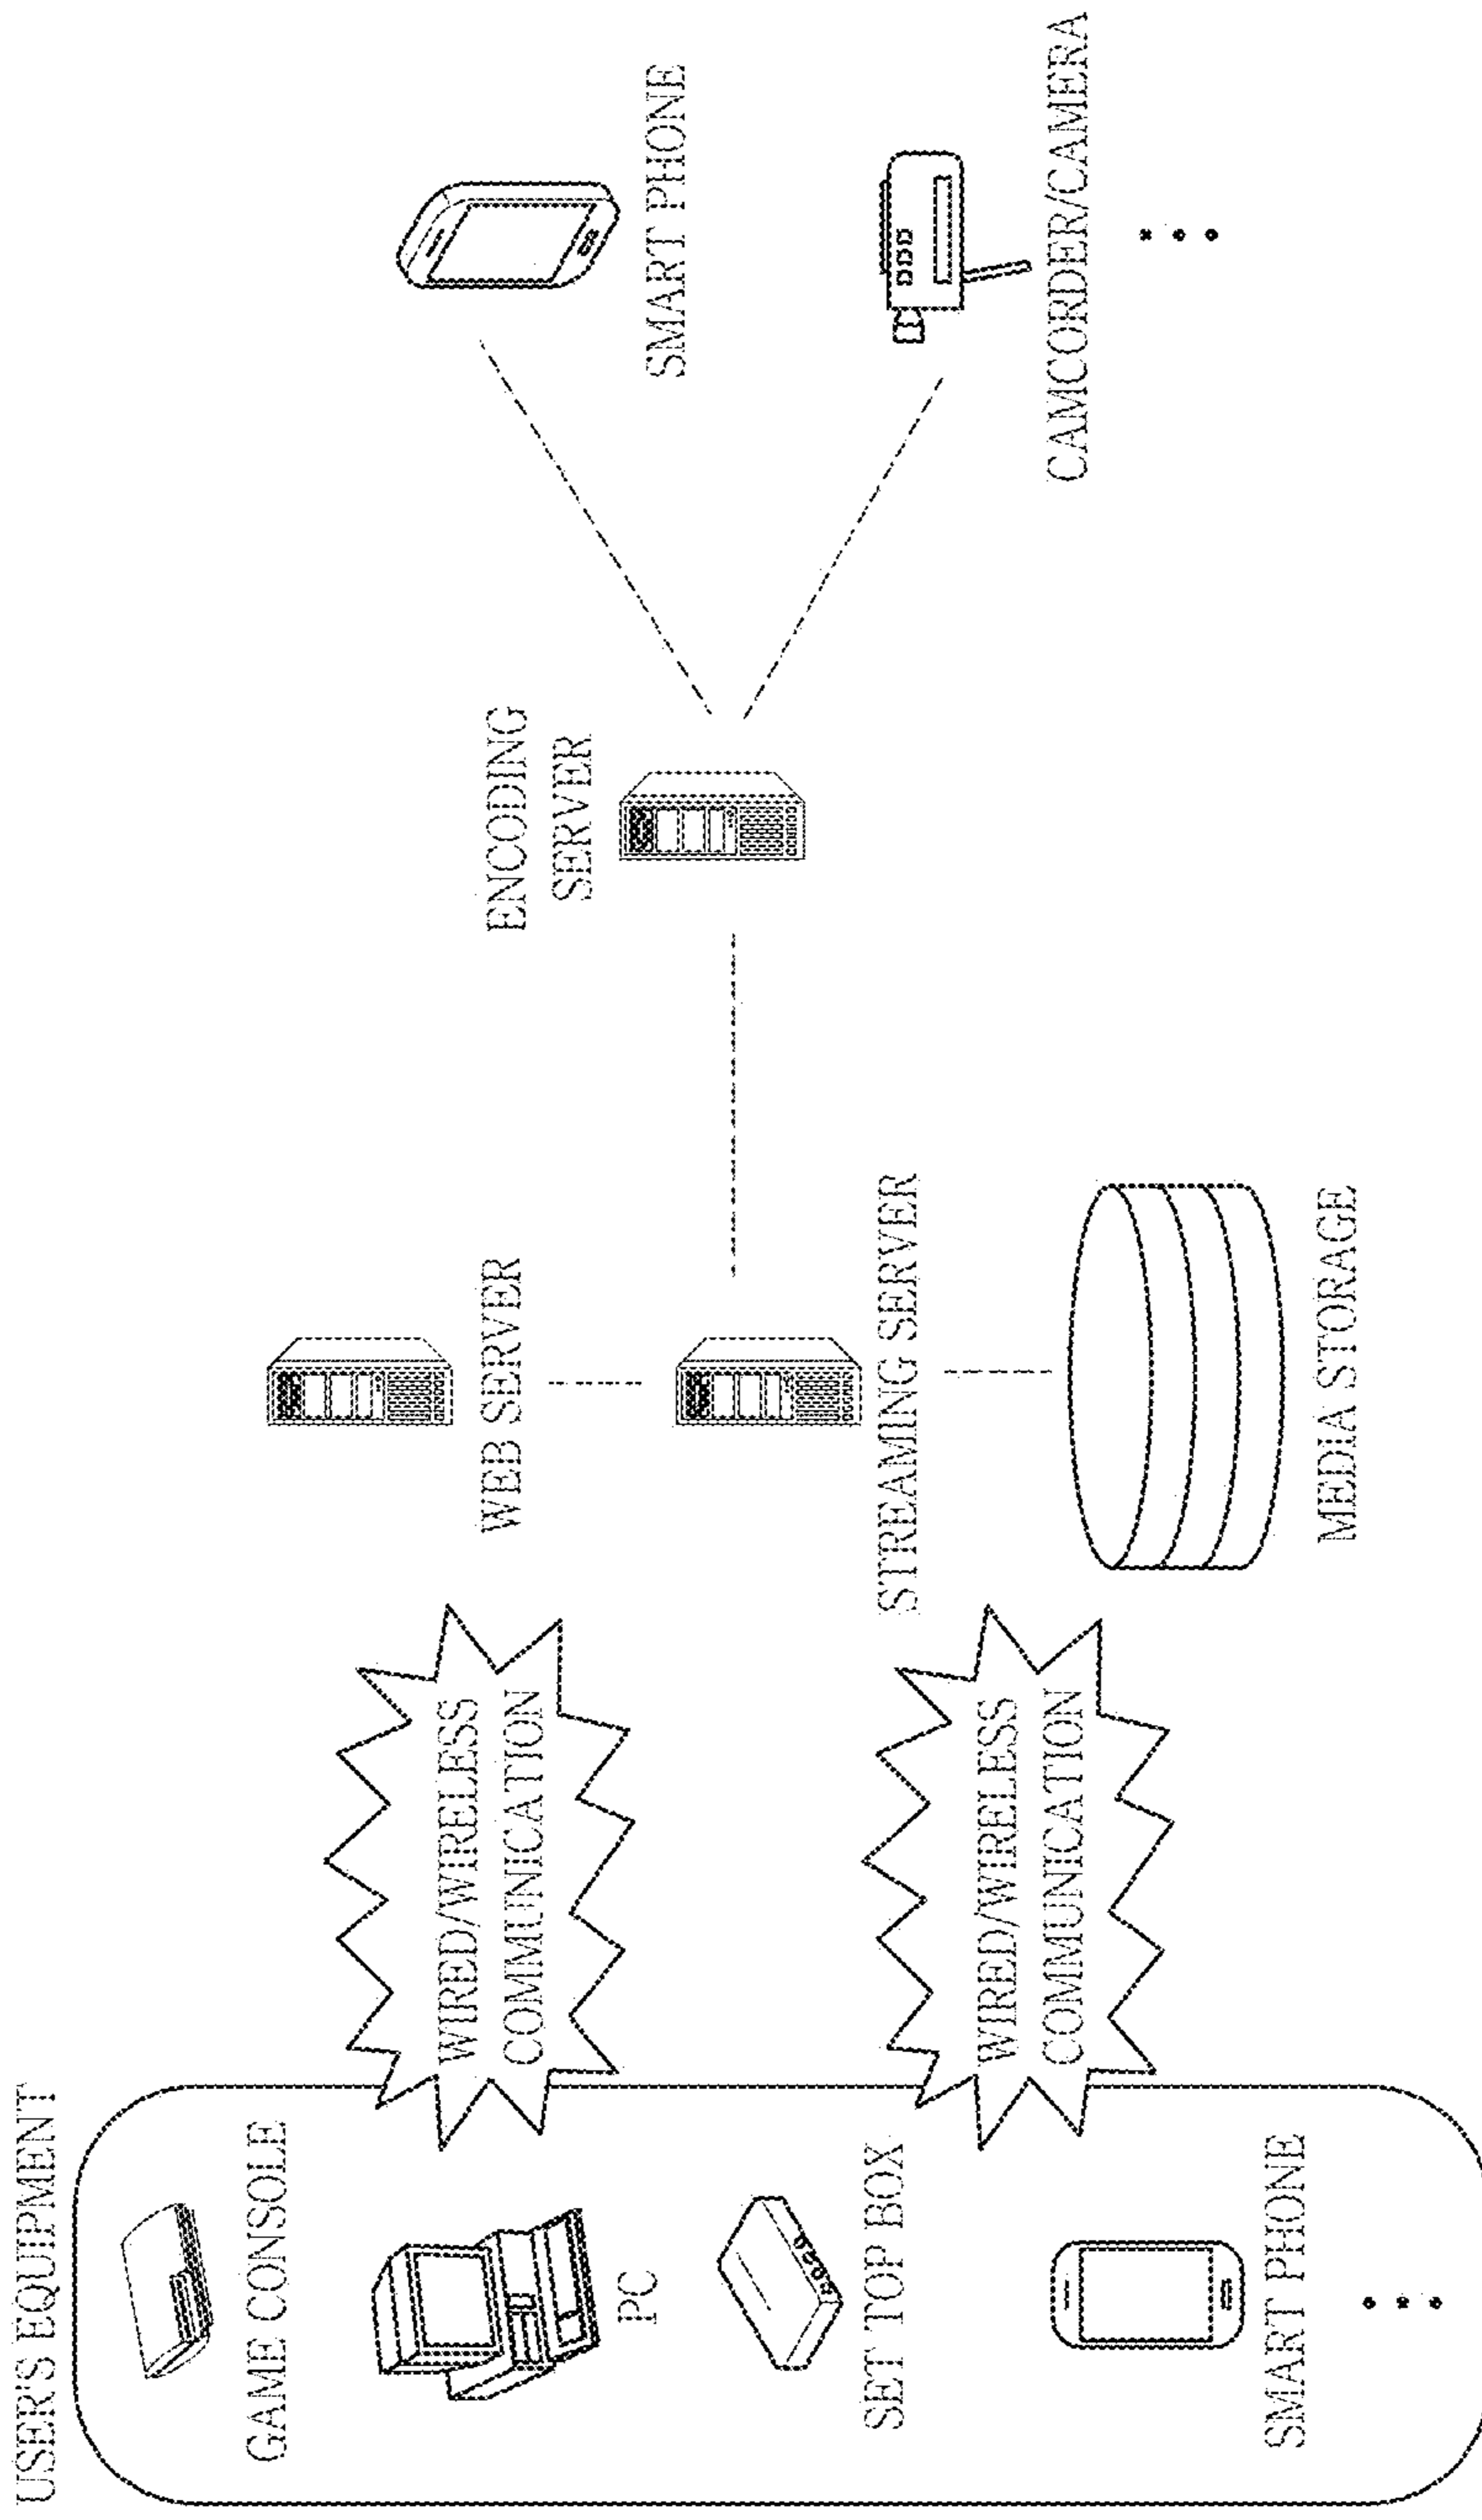 USER'S EQUIPMENT
GAME CONSOLE
PC
SET TOP BOX
SMART PHONE
WIRED/WIRELESS
COMMUNICATION
WIRED/WIRELESS
COMMUNICATION
WEB SERVER
STREAMING SERVER
MEDIA STORAGE
ENCODING
SERVER
SMART PHONE
CAMCORDER/CAMERA